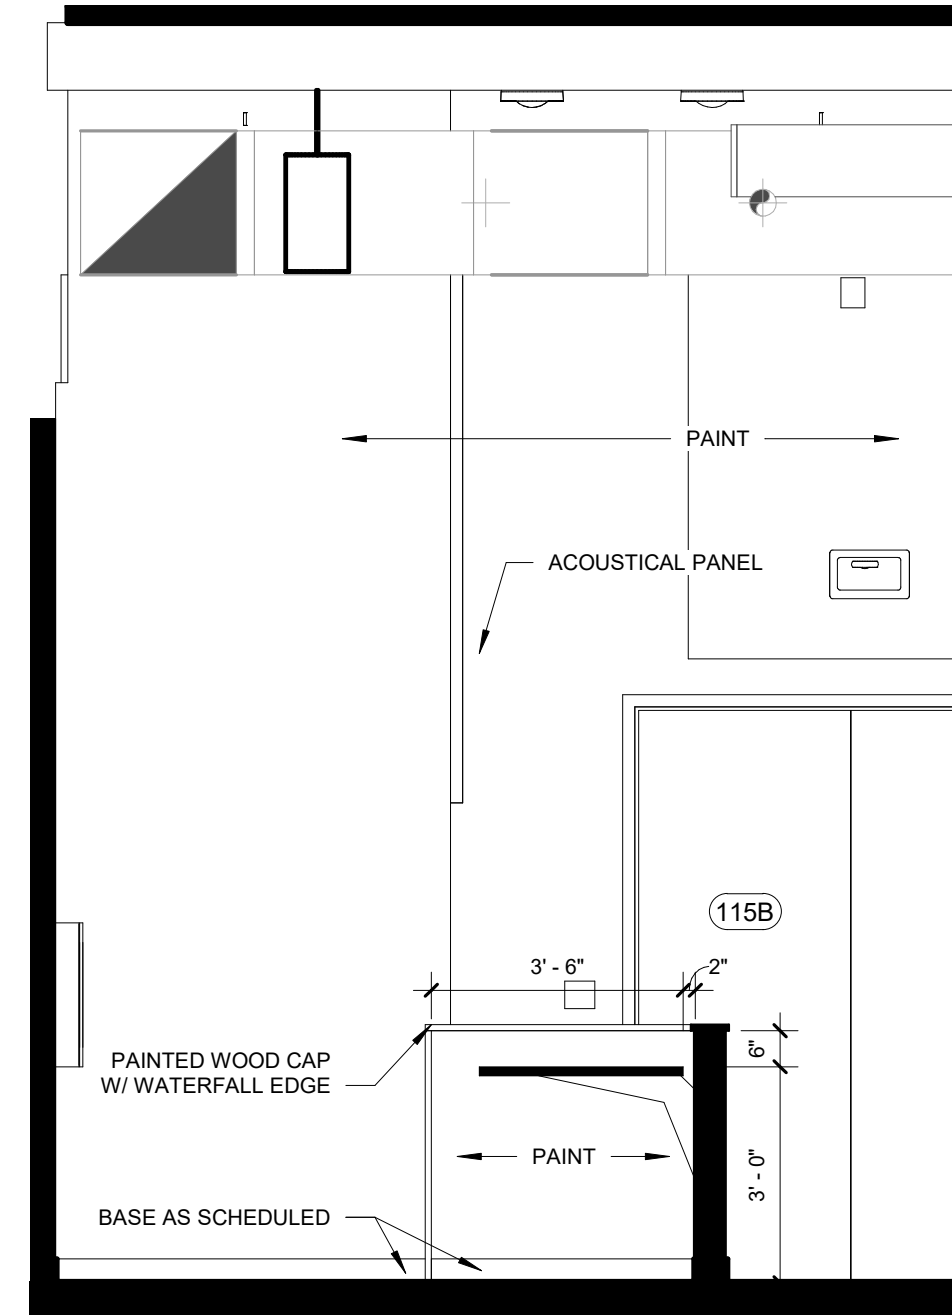 PAINT
ACOUSTICAL PANEL
115B
3' - 6"
2"
6"
PAINTED WOOD CAP
W/ WATERFALL EDGE
PAINT
3' - 0"
BASE AS SCHEDULED